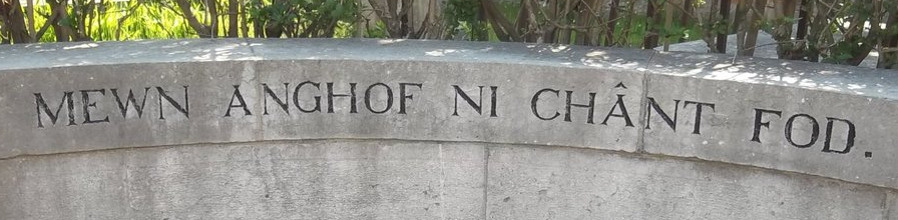 MEWN ANGHOF NI CHÂNT FOD.